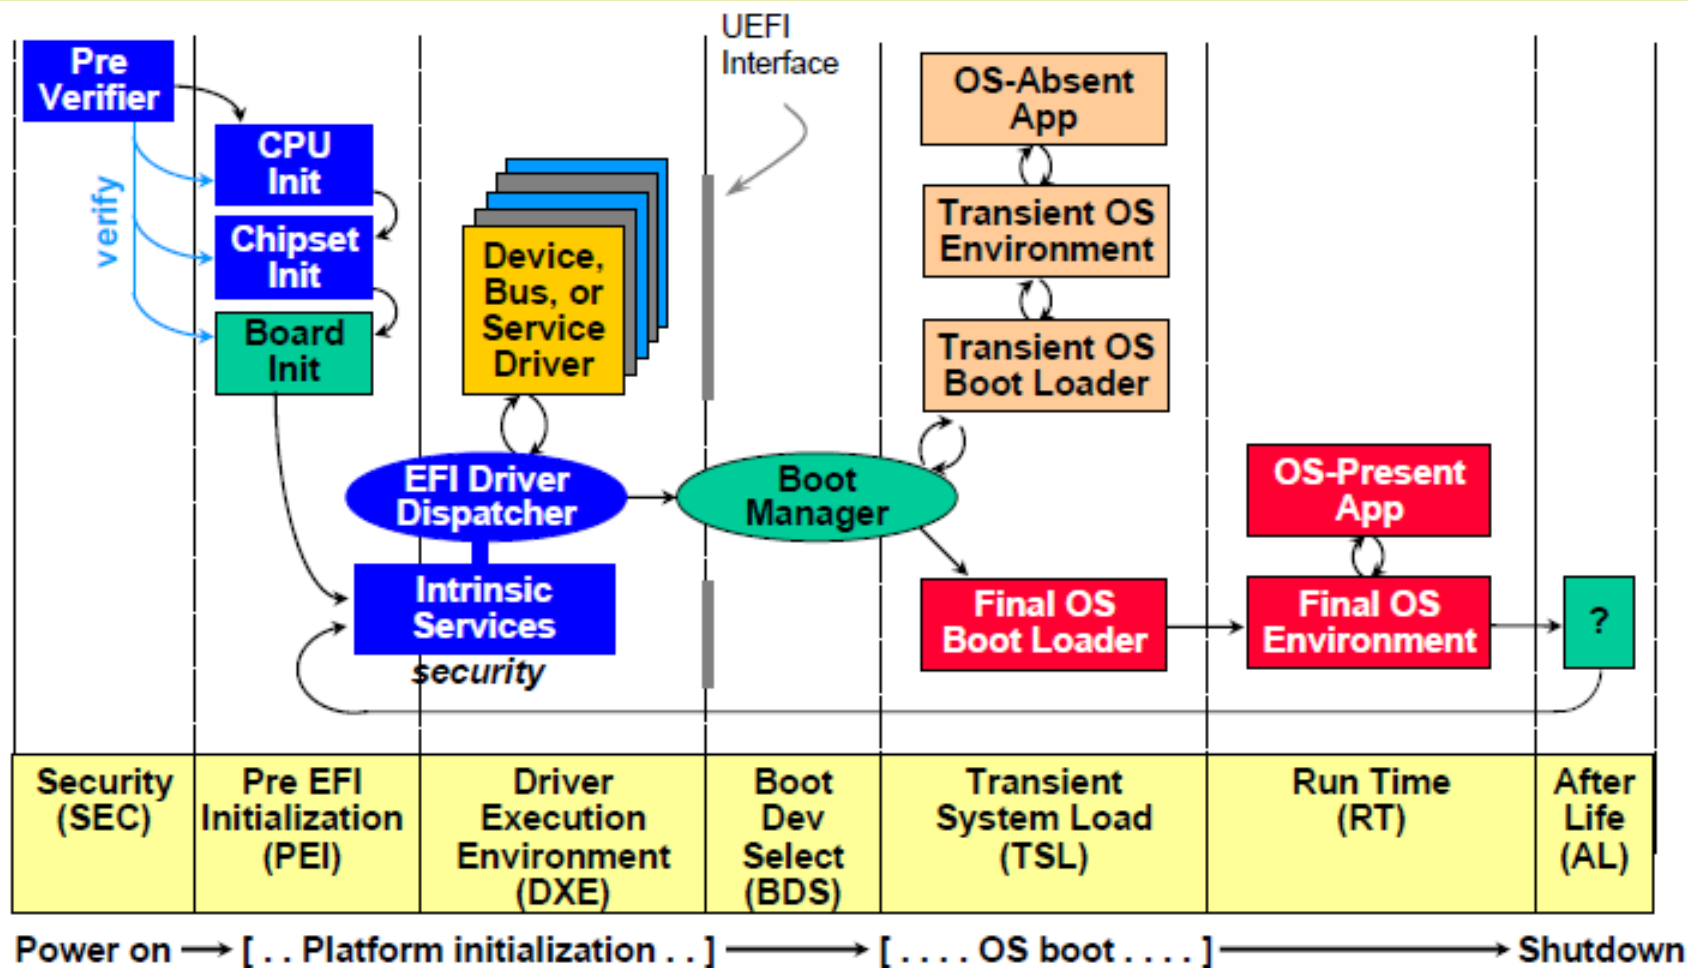 UEFI
Interface
Pre
Verifier
verify
CPU
Init
Chipset
Init
Board
Init
Device,
Bus, or
Service
Driver
EFI Driver
Dispatcher
Intrinsic
Services
security
Boot
Manager
OS-Absent
App
Transient OS
Environment
Transient OS
Boot Loader
Final OS
Boot Loader
OS-Present
App
Final OS
Environment
?
Security
(SEC)
Pre EFI
Initialization
(PEI)
Driver
Execution
Environment
(DXE)
Boot
Dev
Select
(BDS)
Transient
System Load
(TSL)
Run Time
(RT)
After
Life
(AL)
Power on [ . . Platform initialization . . ] [ . . . . OS boot . . . . ] Shutdown